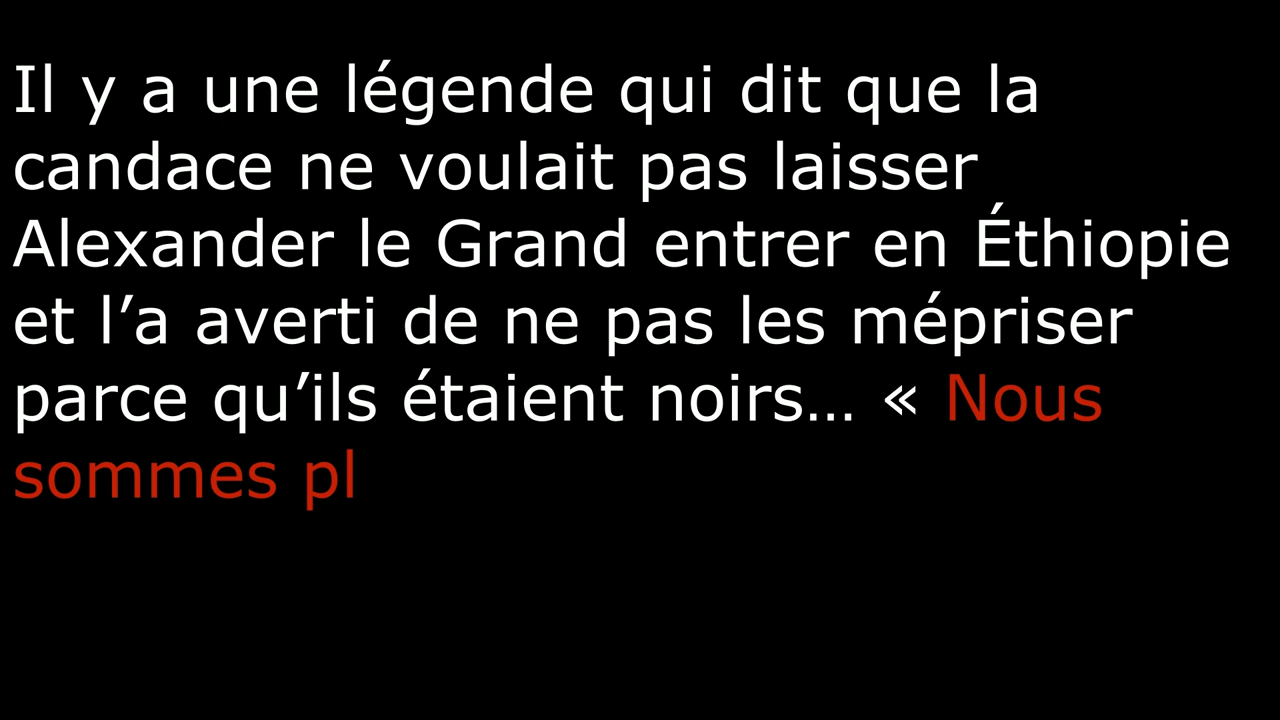 Il y a une légende qui dit que la
candace ne voulait pas laisser
Alexander le Grand entrer en Éthiopie
et l’a averti de ne pas les mépriser
parce qu’ils étaient noirs… « Nous
sommes pl